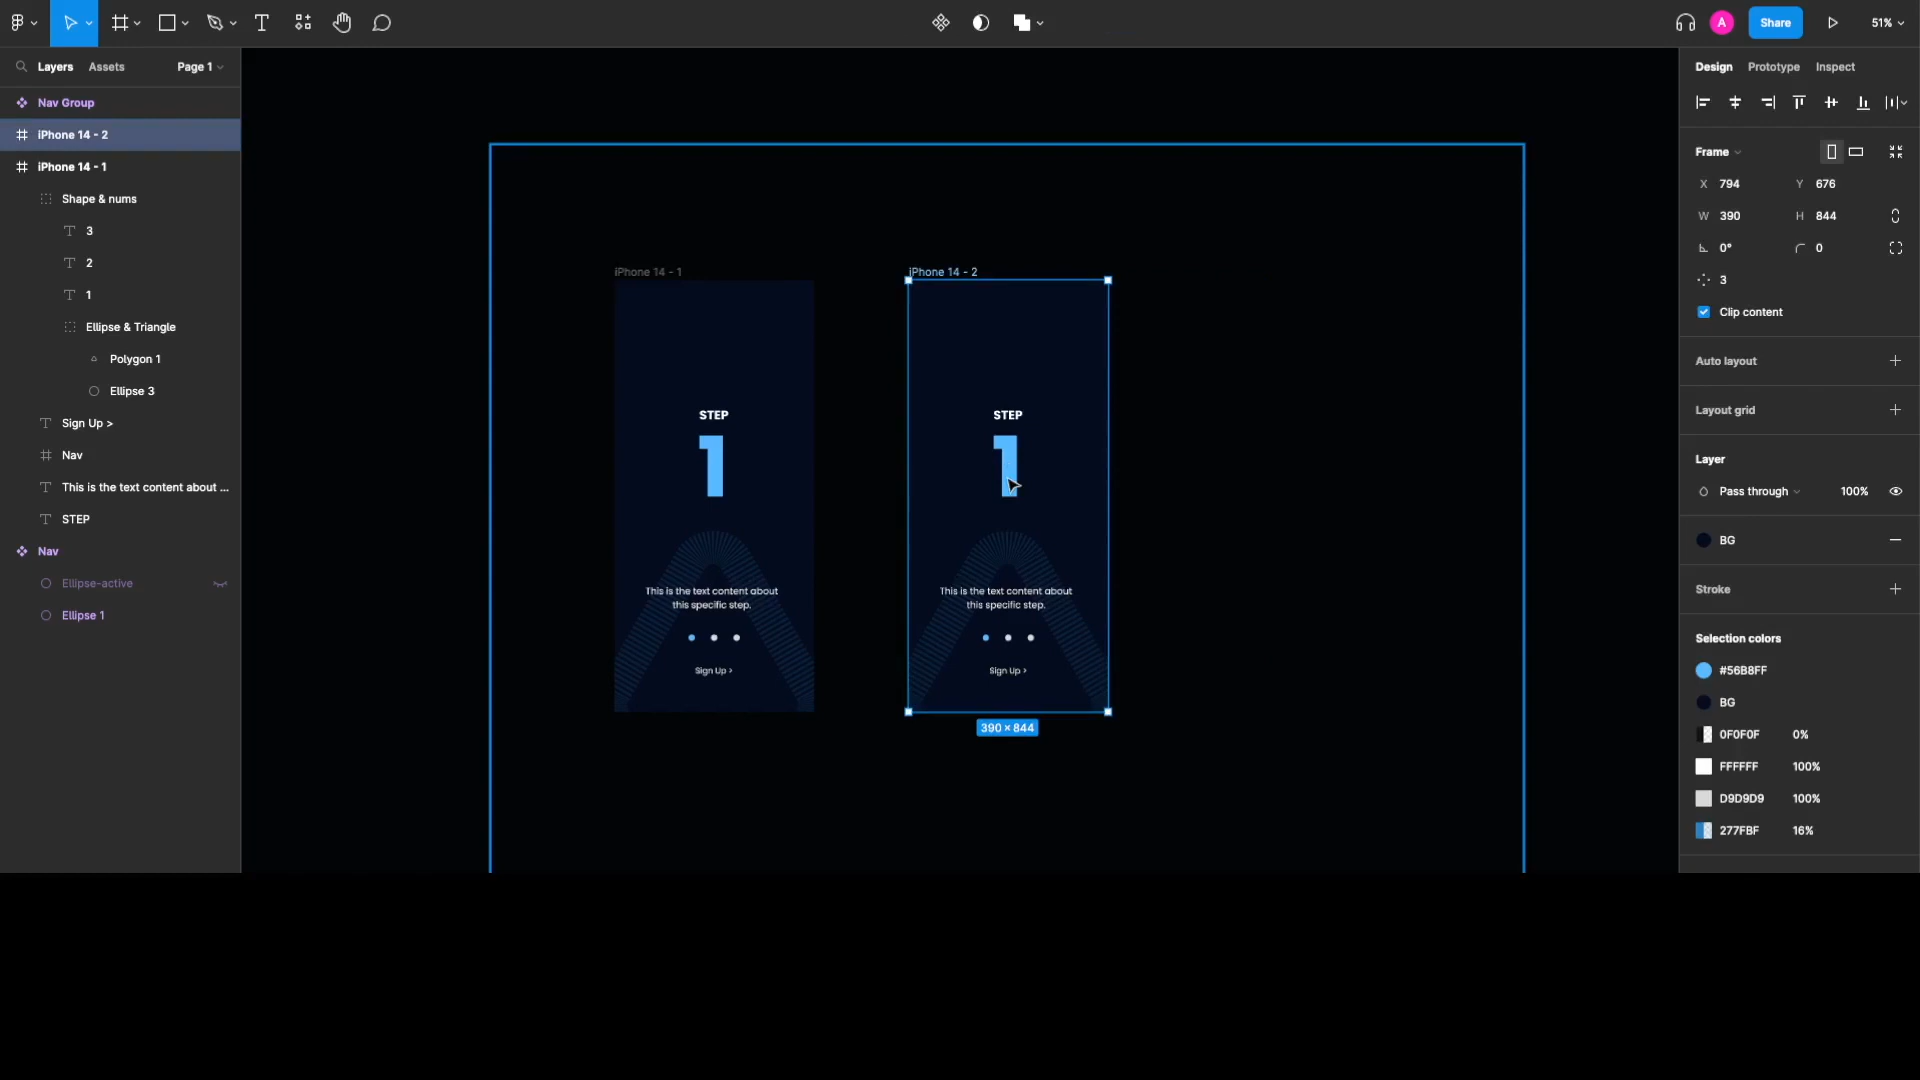 Share
51%
Layers
Assets
Page 1
Nav Group
iPhone 14 - 2
iPhone 14 - 1
Shape & nums
3
2
1
Ellipse & Triangle
Polygon 1
Ellipse 3
Sign Up >
Nav
This is the text content about ...
STEP
Nav
Ellipse-active
Ellipse 1
iPhone 14 - 1
STEP
1
This is the text content about
this specific step.
Sign Up >
iPhone 14 - 2
STEP
1
This is the text content about
this specific step.
Sign Up >
390 × 844
A
Design
Prototype
Inspect
Frame
X 794
Y 676
W 390
H 844
0°
0
3
Clip content
Auto layout
Layout grid
Layer
Pass through
100%
BG
Stroke
Selection colors
#56B8FF
BG
0F0F0F 0%
FFFFFF 100%
D9D9D9 100%
277FBF 16%